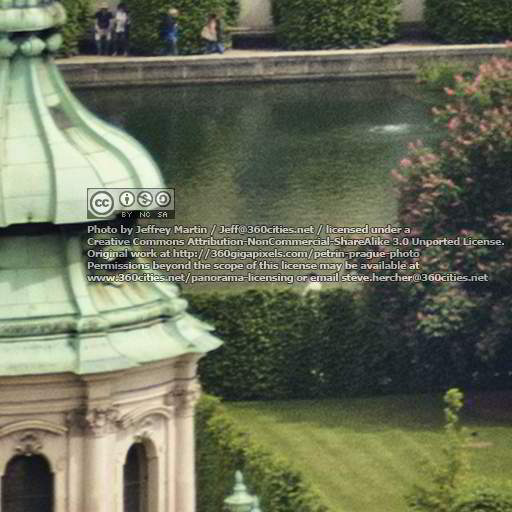 cc
BY NC SA
Photo by Jeffrey Martin / Jeff@360cities.net / licensed under a
Creative Commons Attribution-NonCommercial-ShareAlike 3.0 Unported License.
Original work at http://360gigapixels.com/petrin-prague-photo
Permissions beyond the scope of this license may be available at
www.360cities.net/panorama-licensing or email steve.hercher@360cities.net